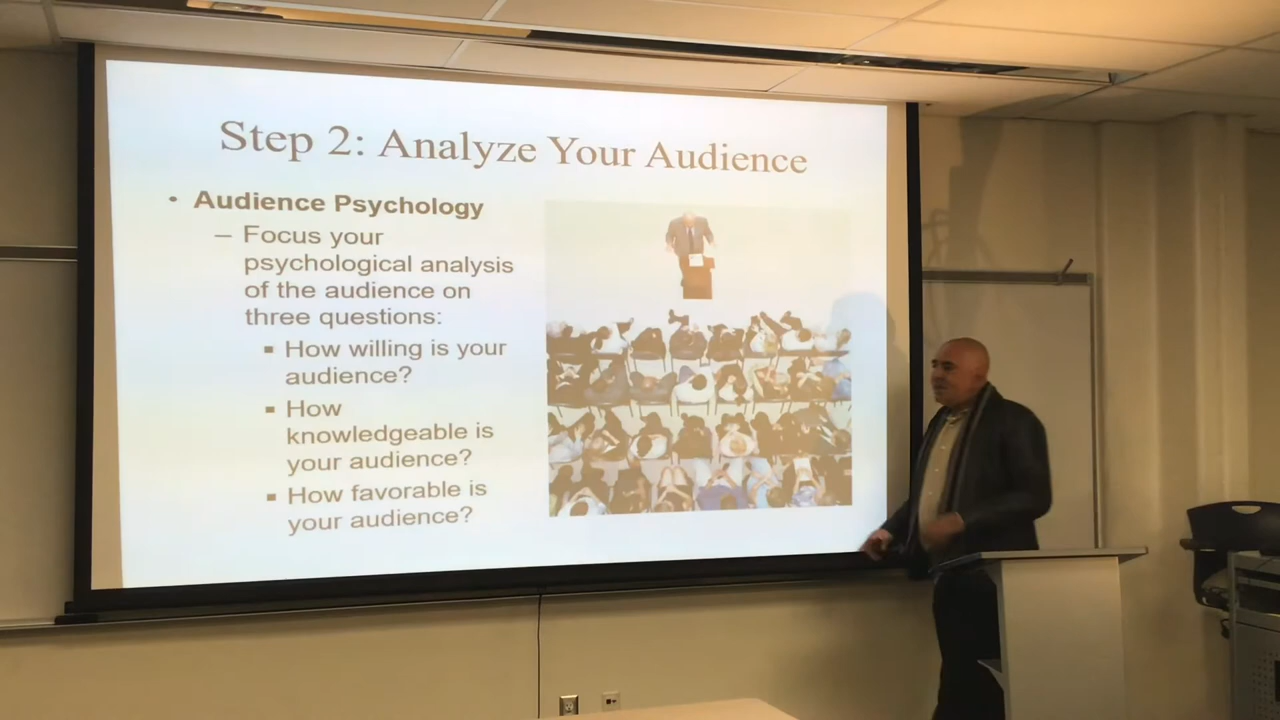 Step 2: Analyze Your Audience
• Audience Psychology
– Focus your
psychological analysis
of the audience on
three questions:
▪ How willing is your
audience?
▪ How
knowledgeable is
your audience?
▪ How favorable is
your audience?